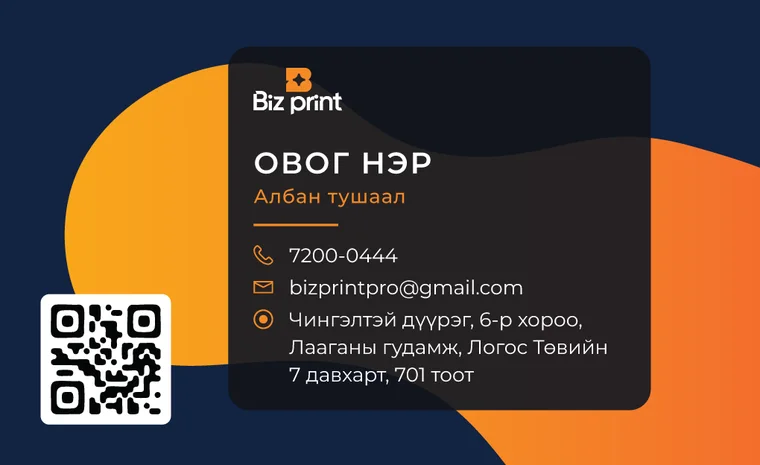 Biz print
ОВОГ НЭР
Албан тушаал
7200-0444
bizprintpro@gmail.com
Чингэлтэй дүүрэг, 6-р хороо,
Лааганы гудамж, Логос Төвийн
7 давхарт, 701 тоот